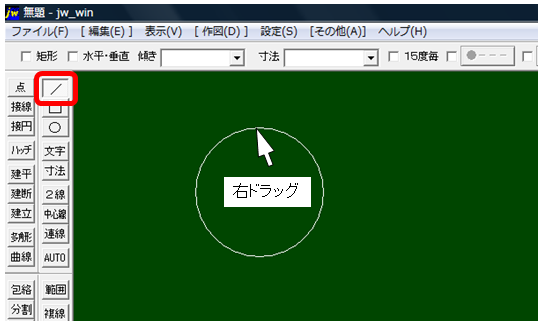 jw 無題 - jw_win
ファイル(F) [ 編集(E) ] 表示(V) [ 作図(D) ] 設定(S) [その他(A)] ヘルプ(H)
矩形 水平・垂直 傾き 寸法 15度毎 ●---
点 ／
接線 □
接円 ○
ハッチ 文字
建平 寸法
建断 2線
建立 中心線
多角形 連線
曲線 AUTO
包絡 範囲
分割 複線
右ドラッグ